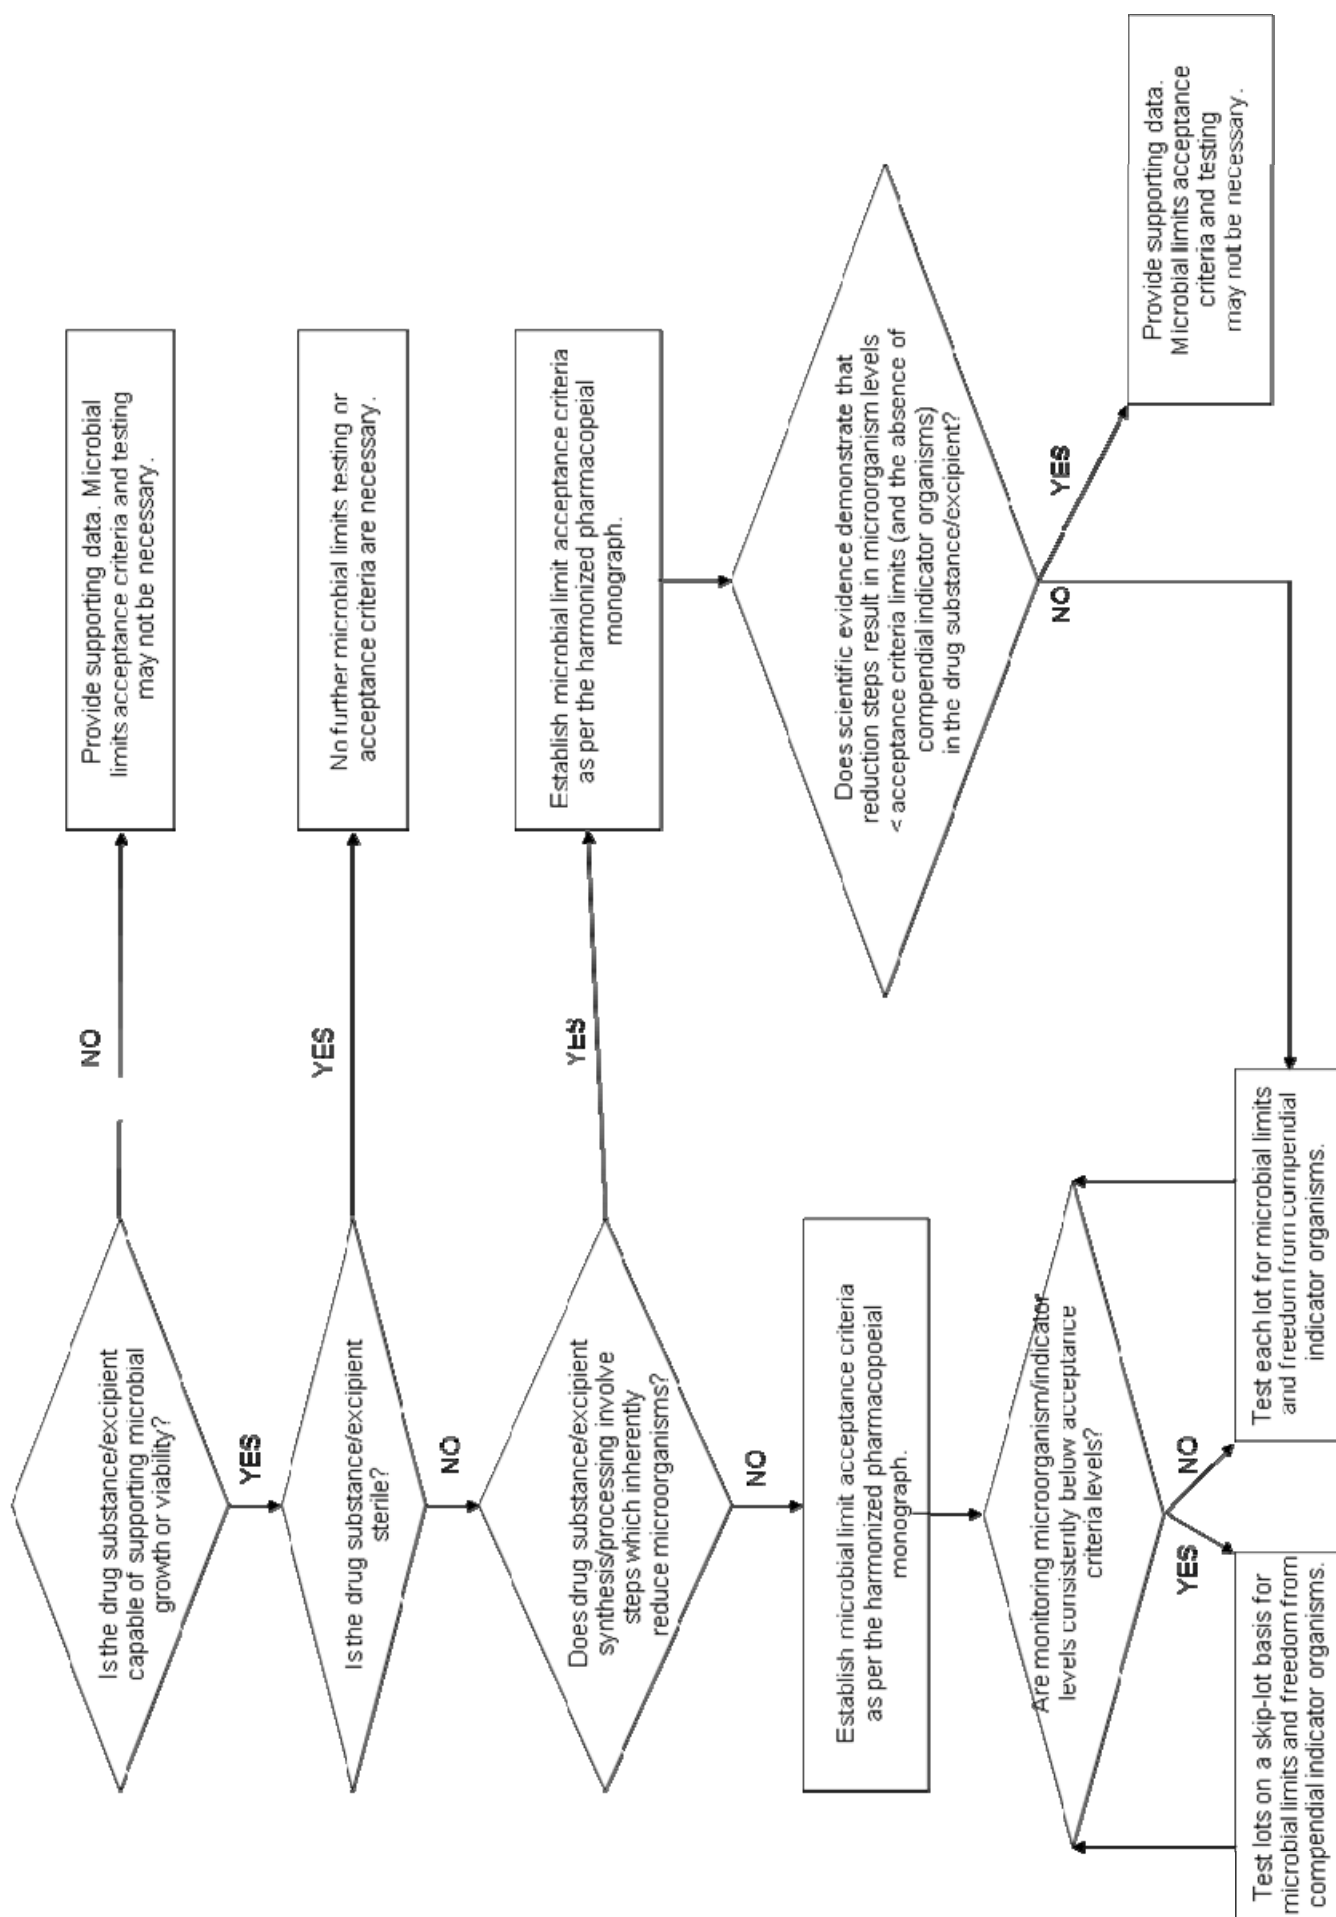 Is the drug substance/excipient
capable of supporting microbial
growth or viability?
NO
Provide supporting data. Microbial
limits acceptance criteria and testing
may not be necessary.
YES
Is the drug substance/excipient
sterile?
YES
No further microbial limits testing or
acceptance criteria are necessary.
NO
Does drug substance/excipient
synthesis/processing involve
steps which inherently
reduce microorganisms?
YES
Establish microbial limit acceptance criteria
as per the harmonized pharmacopoeial
monograph.
NO
Establish microbial limit acceptance criteria
as per the harmonized pharmacopoeial
monograph.
Does scientific evidence demonstrate that
reduction steps result in microorganism levels
< acceptance criteria limits (and the absence of
compendial indicator organisms)
in the drug substance/excipient?
NO
YES
Provide supporting data.
Microbial limits acceptance
criteria and testing
may not be necessary.
Are monitoring microorganism/indicator
levels consistently below acceptance
criteria levels?
YES
NO
Test lots on a skip-lot basis for
microbial limits and freedom from
compendial indicator organisms.
Test each lot for microbial limits
and freedom from compendial
indicator organisms.